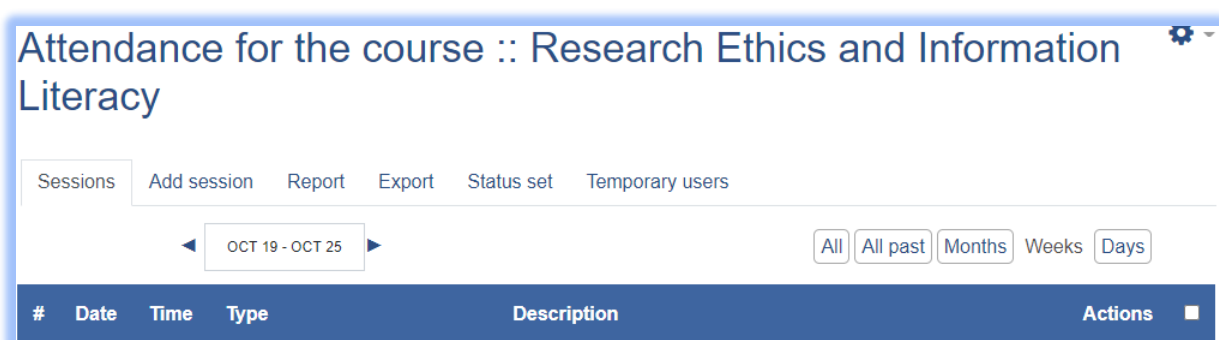 Attendance for the course :: Research Ethics and Information
Literacy
Sessions Add session Report Export Status set Temporary users
OCT 19 - OCT 25 All All past Months Weeks Days
# Date Time Type Description Actions